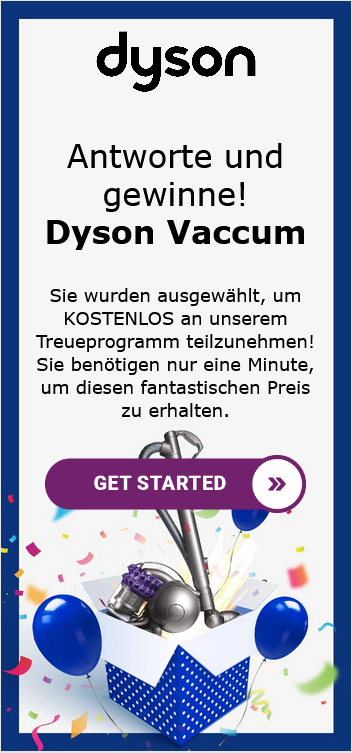 dyson
Antworte und
gewinne!
Dyson Vaccum
Sie wurden ausgewählt, um
KOSTENLOS an unserem
Treueprogramm teilzunehmen!
Sie benötigen nur eine Minute,
um diesen fantastischen Preis
zu erhalten.
GET STARTED »